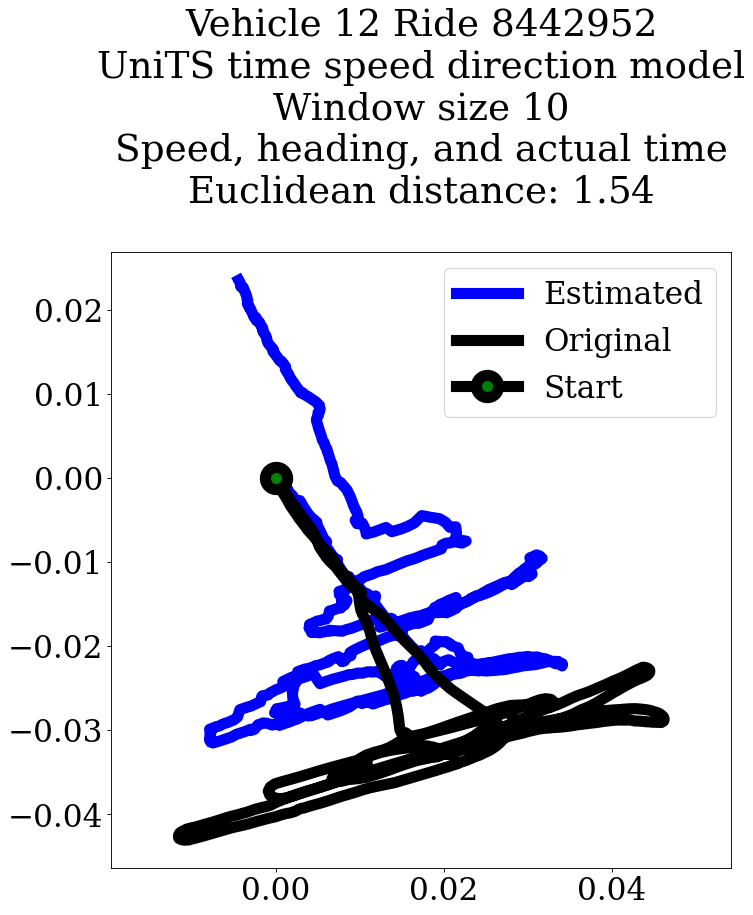 Vehicle 12 Ride 8442952
UniTS time speed direction model
Window size 10
Speed, heading, and actual time
Euclidean distance: 1.54
Estimated
Original
Start
0.02
0.01
0.00
−0.01
−0.02
−0.03
−0.04
0.00 0.02 0.04